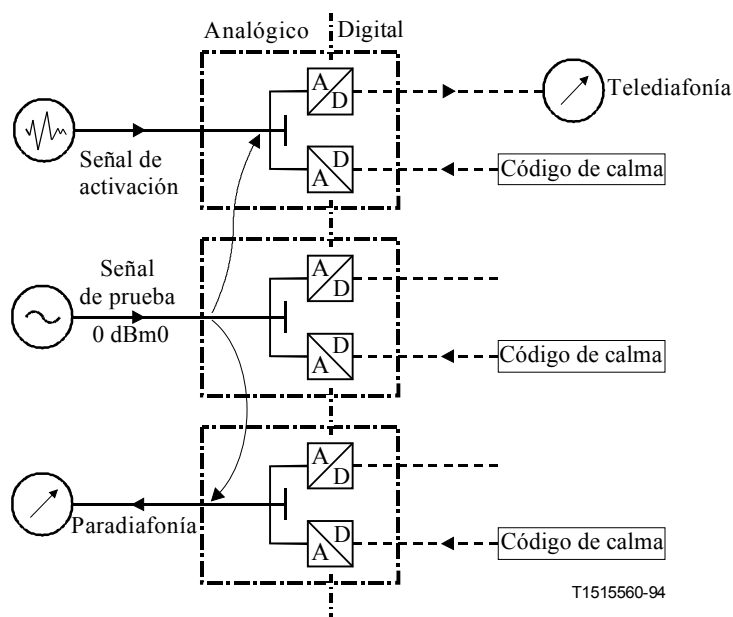 Analógico
Digital
A
D
Telediafonía
Señal de
activación
D
A
Código de calma
Señal
de prueba
0 dBm0
A
D
D
A
Código de calma
A
D
Paradiafonía
D
A
Código de calma
T1515560-94